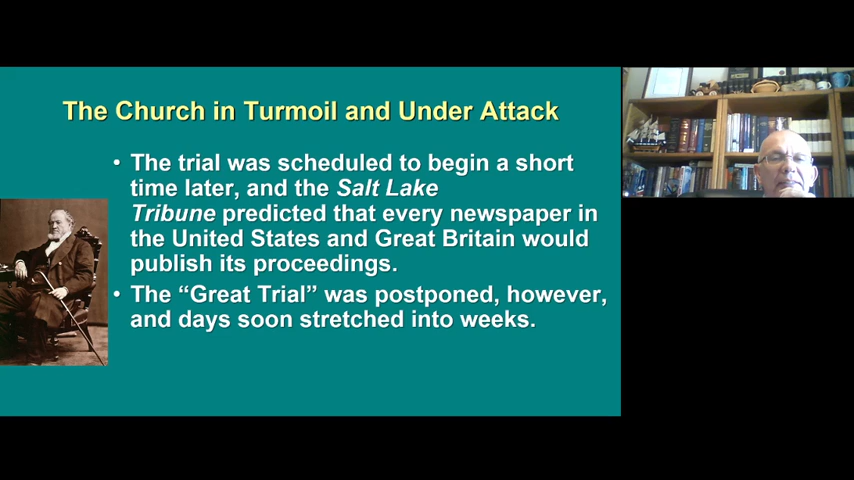 The Church in Turmoil and Under Attack
• The trial was scheduled to begin a short
time later, and the Salt Lake
Tribune predicted that every newspaper in
the United States and Great Britain would
publish its proceedings.
• The “Great Trial” was postponed, however,
and days soon stretched into weeks.